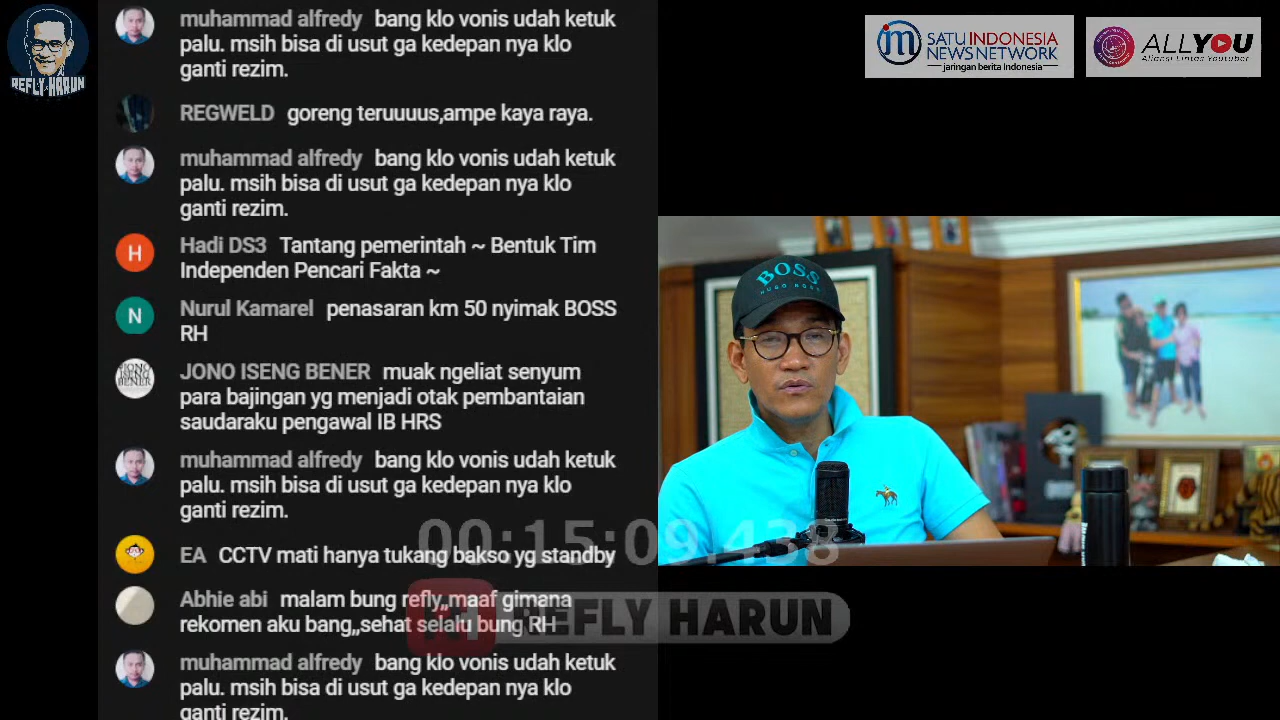 REFLY HARUN
muhammad alfredy bang klo vonis udah ketuk
palu. msih bisa di usut ga kedepan nya klo
ganti rezim.
REGWELD goreng teruuuus,ampe kaya raya.
muhammad alfredy bang klo vonis udah ketuk
palu. msih bisa di usut ga kedepan nya klo
ganti rezim.
H
Hadi DS3 Tantang pemerintah ~ Bentuk Tim
Independen Pencari Fakta ~
N
Nurul Kamarel penasaran km 50 nyimak BOSS
RH
JONO ISENG BENER
JONO ISENG BENER muak ngeliat senyum
para bajingan yg menjadi otak pembantaian
saudaraku pengawal IB HRS
muhammad alfredy bang klo vonis udah ketuk
palu. msih bisa di usut ga kedepan nya klo
ganti rezim.
EA CCTV mati hanya tukang bakso yg standby
Abhie abi malam bung refly,,maaf gimana
rekomen aku bang,,sehat selalu bung RH
muhammad alfredy bang klo vonis udah ketuk
palu. msih bisa di usut ga kedepan nya klo
ganti rezim.
SATU INDONESIA
NEWS NETWORK
jaringan berita Indonesia
ALLYOU
Aliansi Lintas Youtuber
BOSS
HUGO BOSS
00:15:09.438
REFLY HARUN